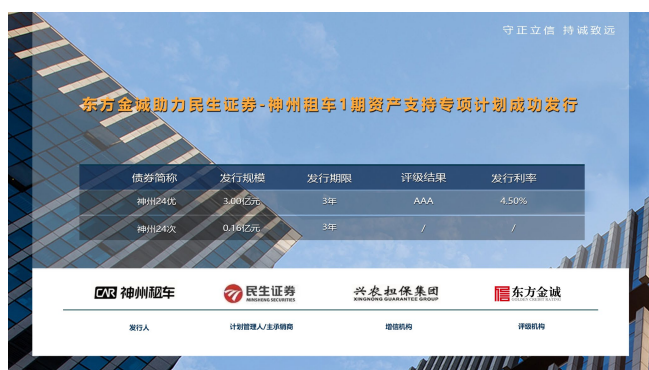 守正立信 持诚致远
东方金诚助力民生证券-神州租车1期资产支持专项计划成功发行
债券简称 发行规模 发行期限 评级结果 发行利率
神州24优 3.00亿元 3年 AAA 4.50%
神州24次 0.16亿元 3年 / /
CAR 神州租车 民生证券 兴农担保集团 东方金诚
MINSHENG SECURITIES XINGNONG GUARANTEE GROUP GOLDEN CREDIT RATING
发行人 计划管理人/主承销商 增信机构 评级机构